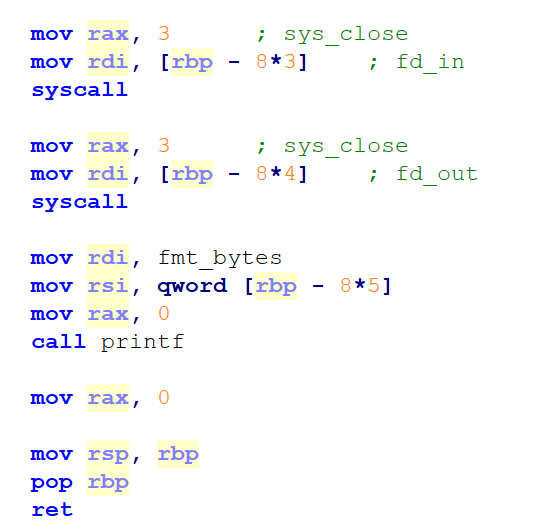 mov rax, 3      ; sys_close
mov rdi, [rbp - 8*3]    ; fd_in
syscall

mov rax, 3      ; sys_close
mov rdi, [rbp - 8*4]    ; fd_out
syscall

mov rdi, fmt_bytes
mov rsi, qword [rbp - 8*5]
mov rax, 0
call printf

mov rax, 0

mov rsp, rbp
pop rbp
ret